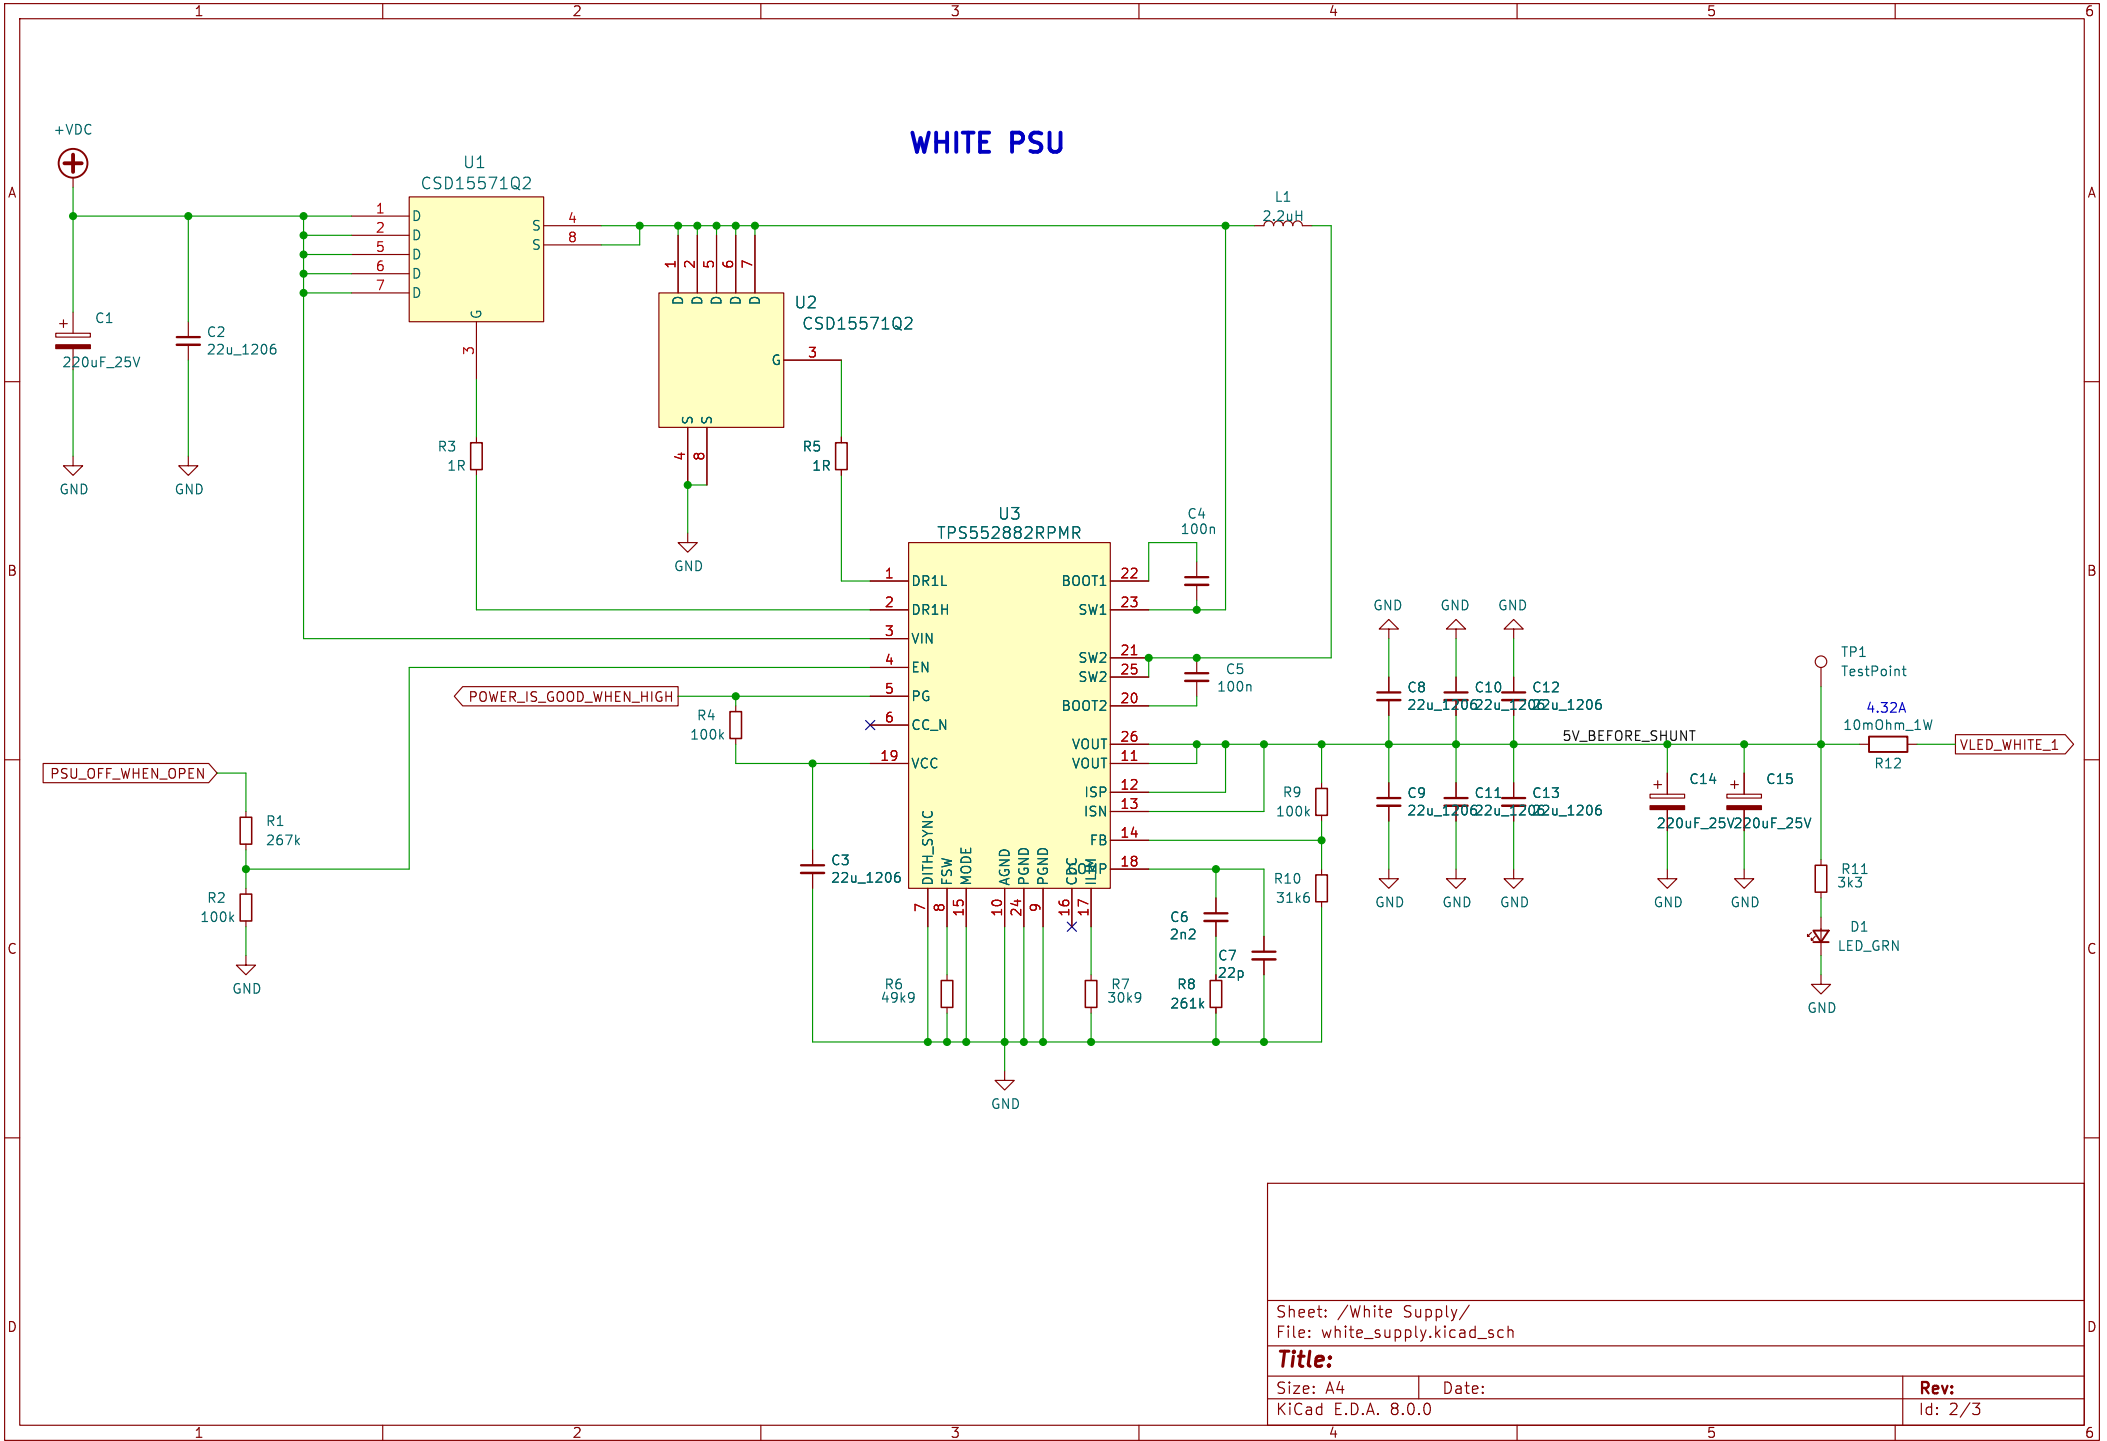 1 2 3 4 5 6
A
B
C
D
WHITE PSU
+VDC
C1
220uF_25V
GND
C2
22u_1206
GND
U1
CSD15571Q2
1 D
2 D
5 D
6 D
7 D
S 4
S 8
G
3
R3
1R
1 2 5 6 7
D D D D D
U2
CSD15571Q2
G 3
S S
4 8
GND
R5
1R
L1
2.2uH
U3
TPS552882RPMR
1 DR1L
2 DR1H
3 VIN
4 EN
5 PG
6 CC_N
19 VCC
BOOT1 22
SW1 23
SW2 21
SW2 25
BOOT2 20
VOUT 26
VOUT 11
ISP 12
ISN 13
FB 14
COMP 18
DITH_SYNC FSW MODE AGND PGND PGND CDC ILIM
7 8 15 10 24 9 16 17
POWER_IS_GOOD_WHEN_HIGH
R4
100k
PSU_OFF_WHEN_OPEN
R1
267k
R2
100k
GND
C3
22u_1206
R6
49k9
R7
30k9
R8
261k
C6
2n2
C7
22p
GND
C4
100n
C5
100n
R9
100k
R10
31k6
GND GND GND
C8
22u_1206
C10
22u_1206
C12
22u_1206
C9
22u_1206
C11
22u_1206
C13
22u_1206
GND GND GND
5V_BEFORE_SHUNT
C14
220uF_25V
C15
220uF_25V
GND GND
TP1
TestPoint
4.32A
10mOhm_1W
R12
VLED_WHITE_1
R11
3k3
D1
LED_GRN
GND
Sheet: /White Supply/
File: white_supply.kicad_sch
Title:
Size: A4 Date: Rev:
KiCad E.D.A. 8.0.0 Id: 2/3
A
B
C
D
1 2 3 4 5 6